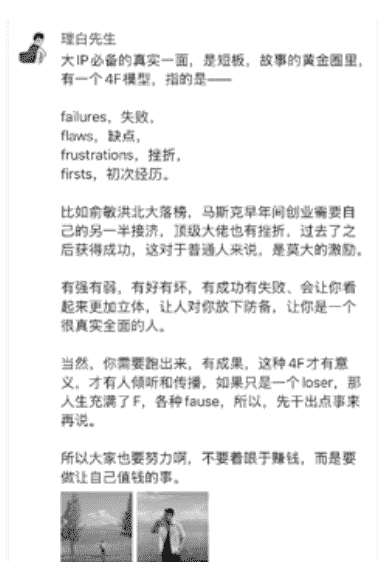 理白先生
大IP必备的真实一面，是短板，故事的黄金圈里，
有一个4F模型，指的是——
failures，失败，
flaws，缺点，
frustrations，挫折，
firsts，初次经历。
比如俞敏洪北大落榜，马斯克早年间创业需要自
己的另一半接济，顶级大佬也有挫折，过去了之
后获得成功，这对于普通人来说，是莫大的激励。
有强有弱，有好有坏，有成功有失败、会让你看
起来更加立体，让人对你放下防备，让你是一个
很真实全面的人。
当然，你需要跑出来，有成果，这种4F才有意
义，才有人倾听和传播，如果只是一个loser，那
人生充满了F，各种fause，所以，先干出点事来
再说。
所以大家也要努力啊，不要着眼于赚钱，而是要
做让自己值钱的事。